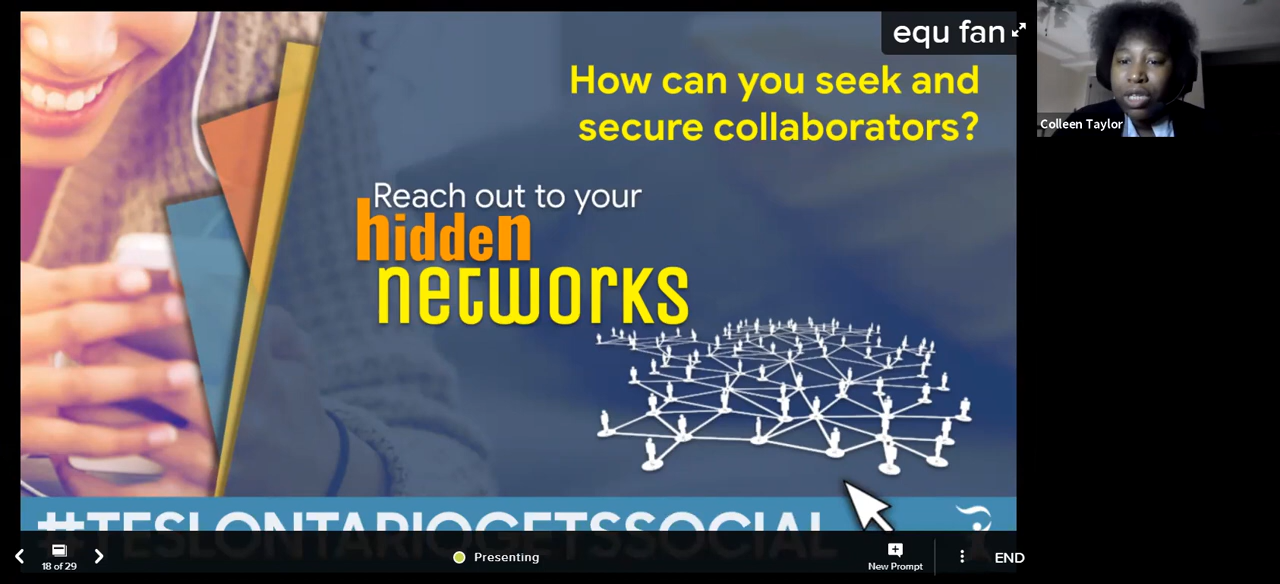 equ fan
How can you seek and
secure collaborators?
Reach out to your
hidden
networks
#TESLONTARIOGETSSOCIAL
Colleen Taylor
18 of 29
Presenting
New Prompt
END